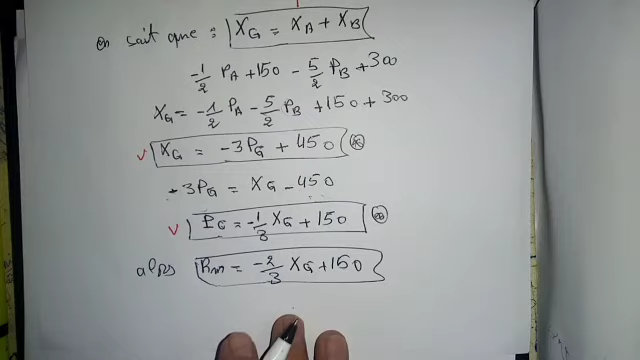 On sait que : X_G = X_A + X_B
-1/2 P_A + 150 - 5/2 P_B + 300
X_G = -1/2 P_A - 5/2 P_B + 150 + 300
X_G = -3P_G + 450
-3P_G = X_G - 450
P_G = -1/3 X_G + 150
alors Rm = -2/3 X_G + 150